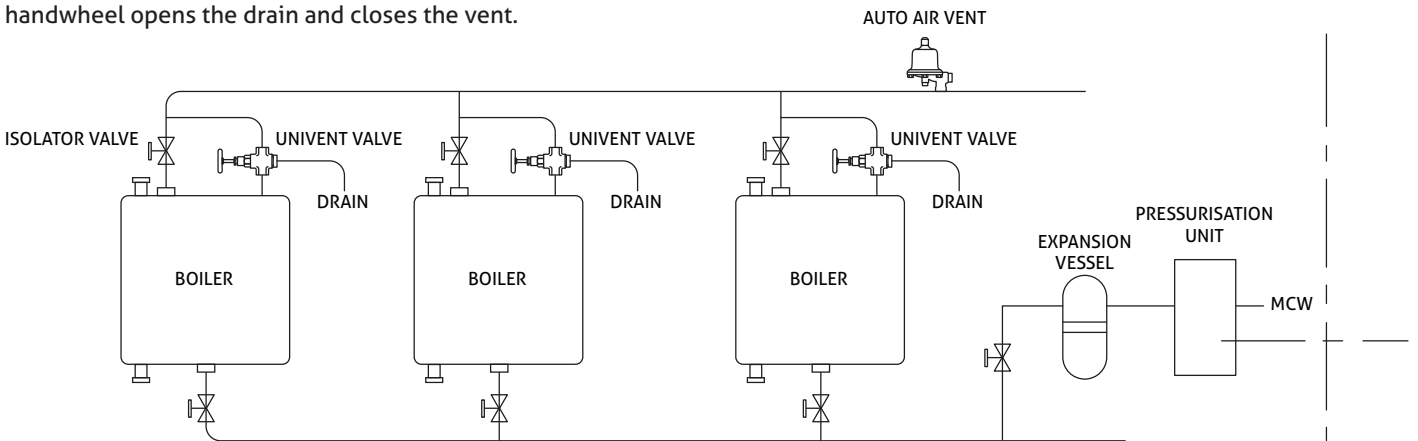 handwheel opens the drain and closes the vent.
AUTO AIR VENT
ISOLATOR VALVE
UNIVENT VALVE
UNIVENT VALVE
UNIVENT VALVE
DRAIN
DRAIN
DRAIN
PRESSURISATION
UNIT
EXPANSION
VESSEL
BOILER
BOILER
BOILER
MCW